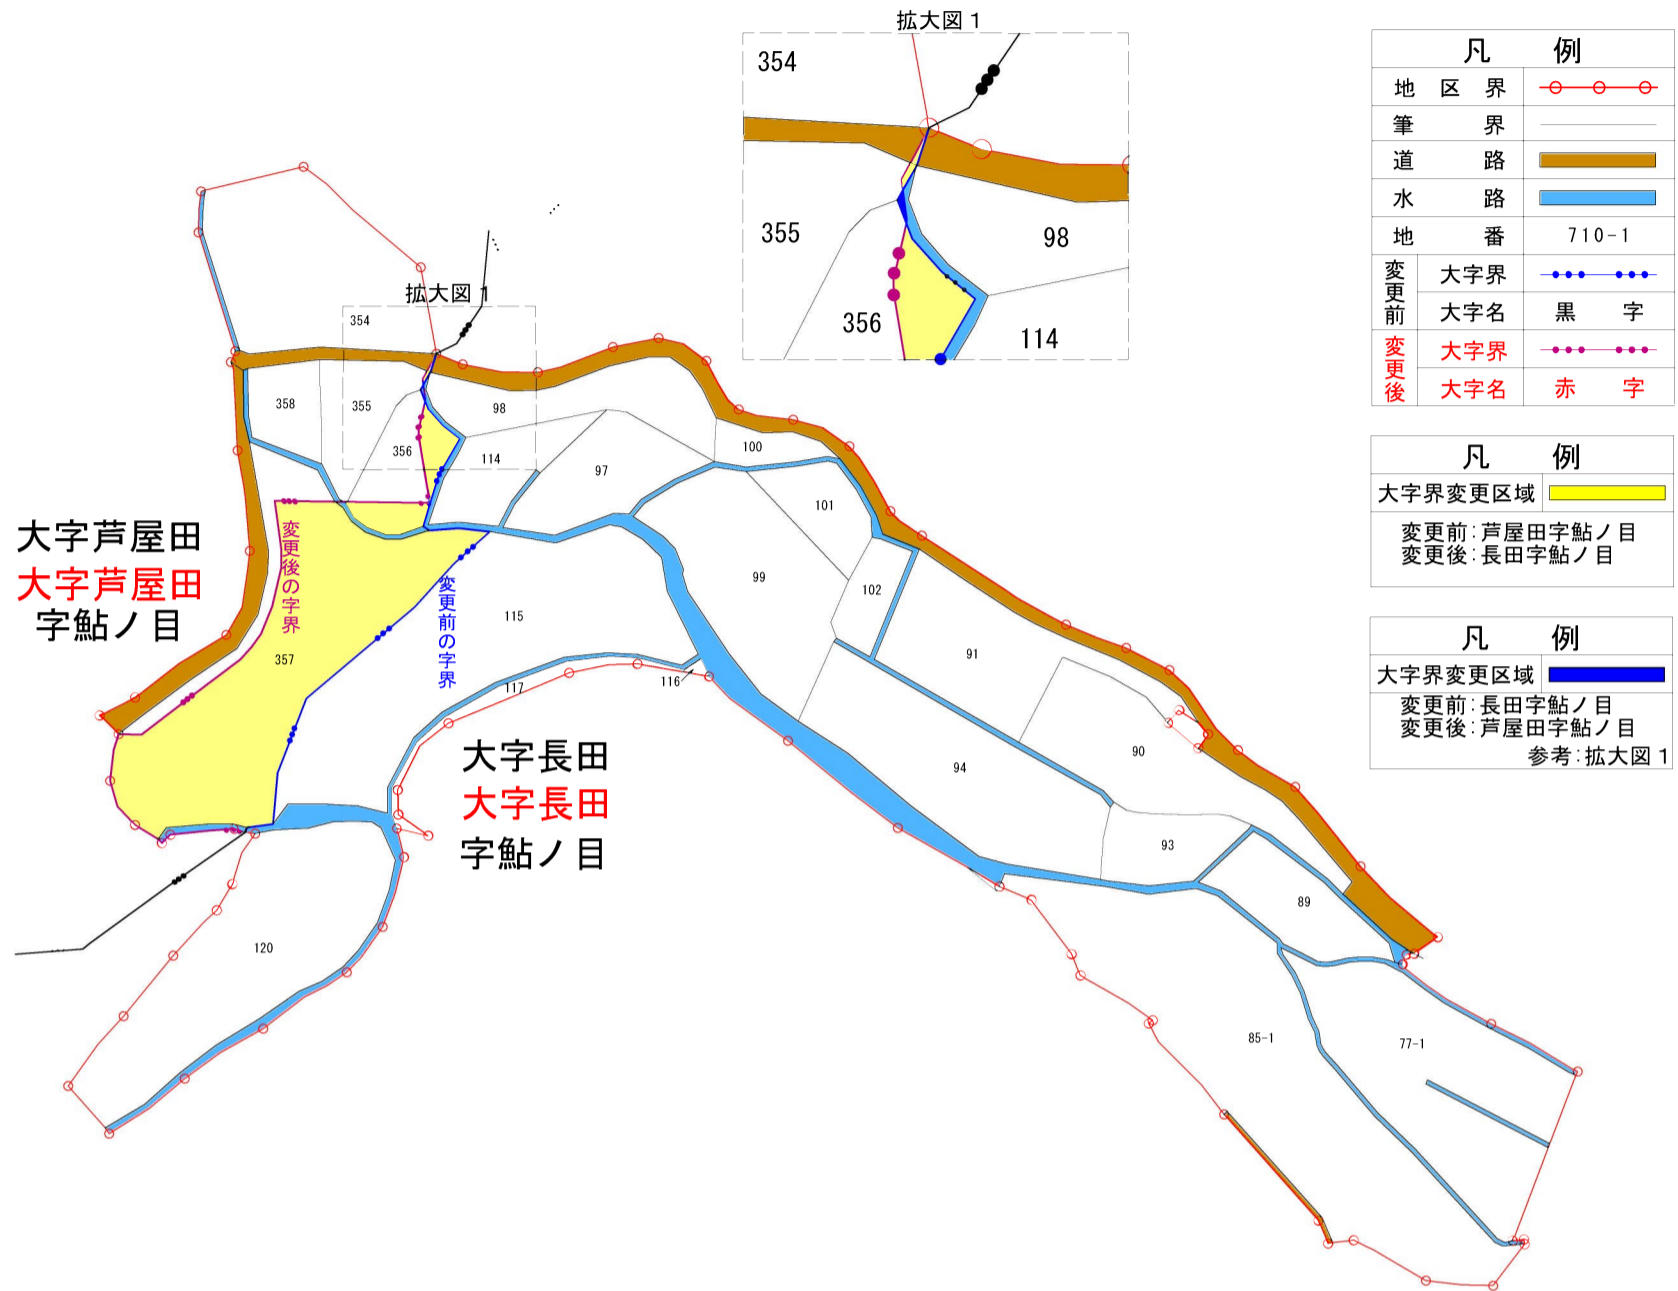 拡大図1
354
355
98
356
114
凡 例
地区界
筆界
道路
水路
地番 710-1
変更前
大字界
大字名 黒字
変更後
大字界
大字名 赤字
凡 例
大字界変更区域
変更前:芦屋田字鮎ノ目
変更後:長田字鮎ノ目
凡 例
大字界変更区域
変更前:長田字鮎ノ目
変更後:芦屋田字鮎ノ目
参考:拡大図1
拡大図1
354
358
355
98
356
114
97
100
101
99
102
115
91
大字芦屋田
大字芦屋田
字鮎ノ目
変更後の字界
変更前の字界
357
117
116
大字長田
大字長田
字鮎ノ目
94
90
93
89
120
85-1
77-1